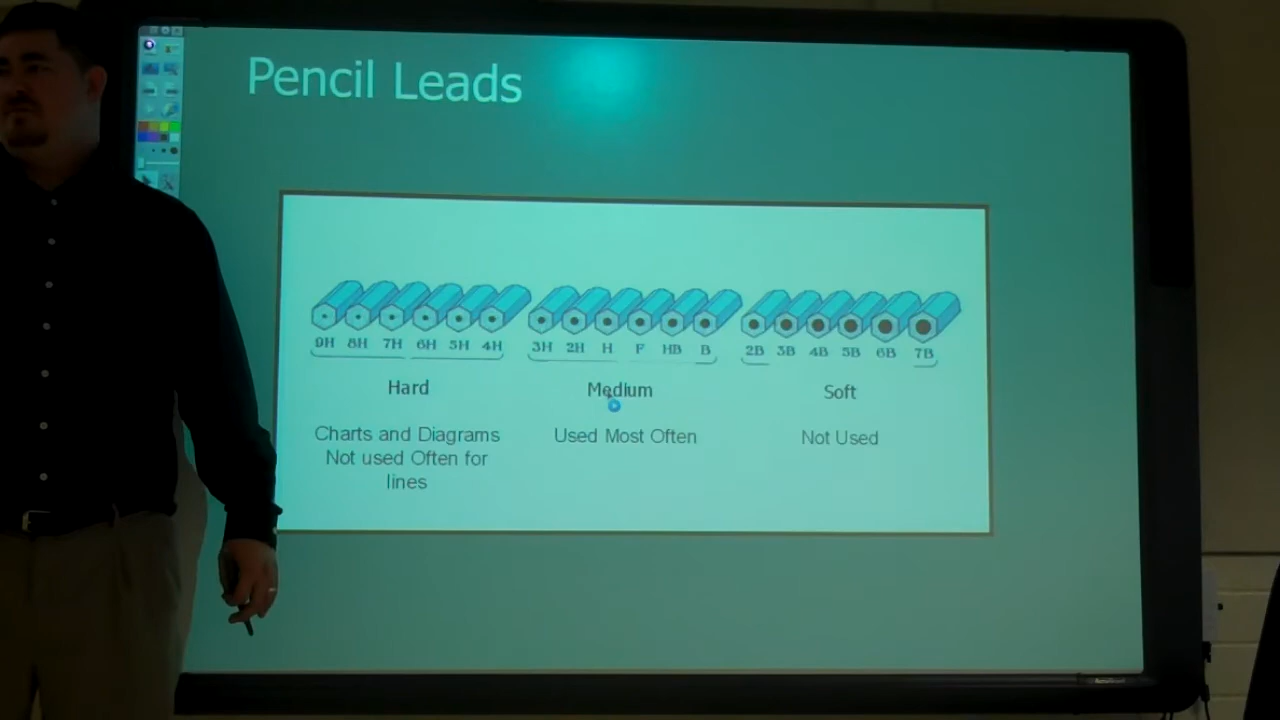 Pencil Leads
9H 8H 7H 6H 5H 4H 3H 2H H F HB B 2B 3B 4B 5B 6B 7B
Hard Medium Soft
Charts and Diagrams Used Most Often Not Used
Not used Often for
lines